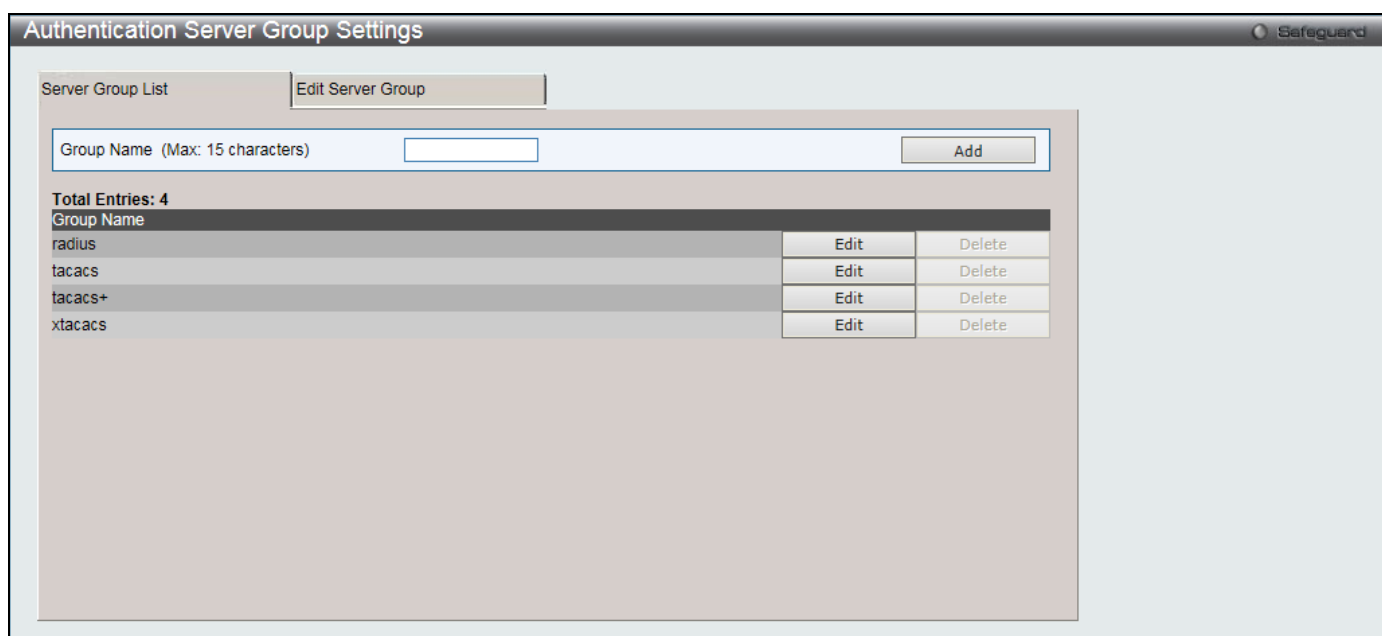 Authentication Server Group Settings
Safeguard
Server Group List
Edit Server Group
Group Name (Max: 15 characters)
Add
Total Entries: 4
Group Name
radius Edit Delete
tacacs Edit Delete
tacacs+ Edit Delete
xtacacs Edit Delete